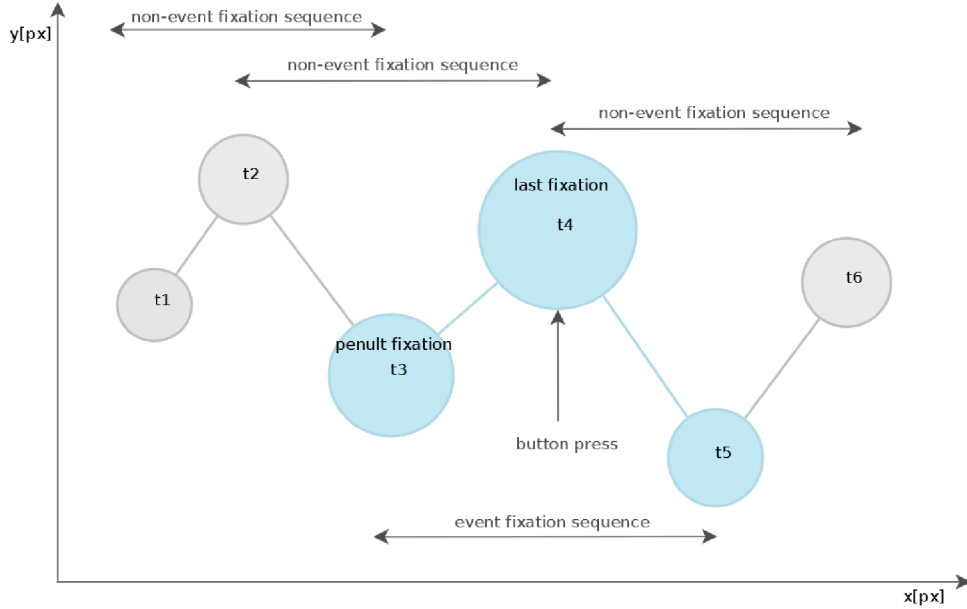 non-event fixation sequence
y[px]
non-event fixation sequence
non-event fixation sequence
t2
last fixation
t4
t6
t1
penult fixation
t3
button press
t5
event fixation sequence
x[px]